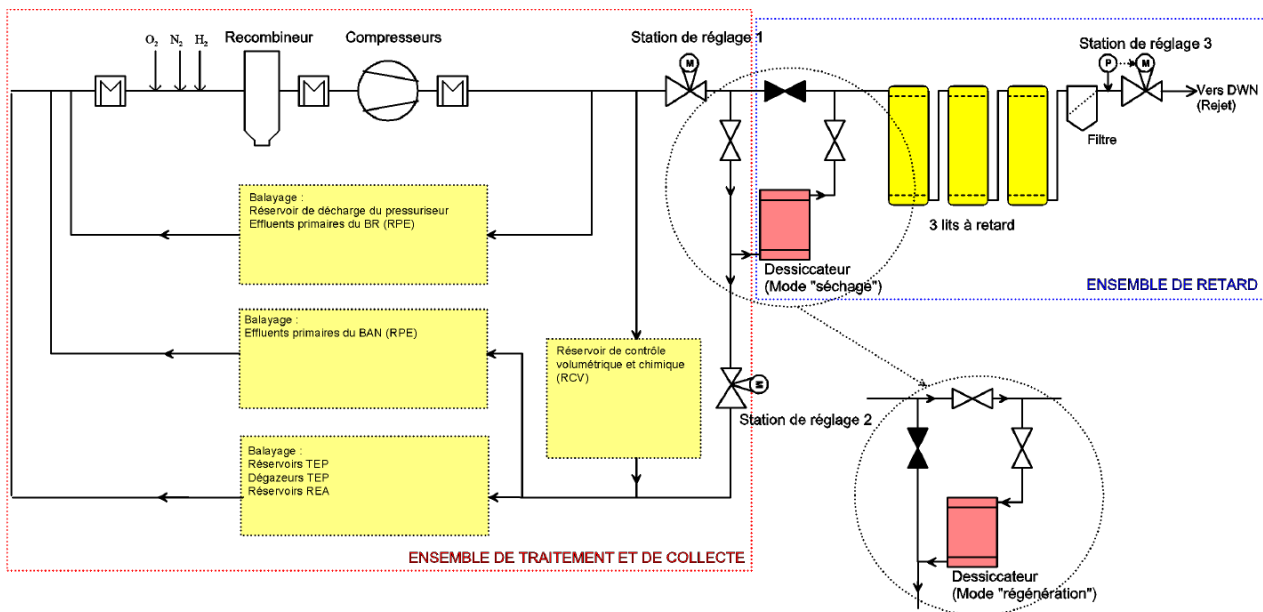 O₂ N₂ H₂
Recombineur
Compresseurs
Station de réglage 1
M
Station de réglage 3
P
M
Vers DWN
(Rejet)
Filtre
3 lits à retard
Balayage :
Réservoir de décharge du pressuriseur
Effluents primaires du BR (RPE)
Dessiccateur
(Mode "séchage")
ENSEMBLE DE RETARD
Balayage :
Effluents primaires du BAN (RPE)
Réservoir de contrôle
volumétrique et chimique
(RCV)
M
Station de réglage 2
Balayage :
Réservoirs TEP
Dégazeurs TEP
Réservoirs REA
ENSEMBLE DE TRAITEMENT ET DE COLLECTE
Dessiccateur
(Mode "régénération")